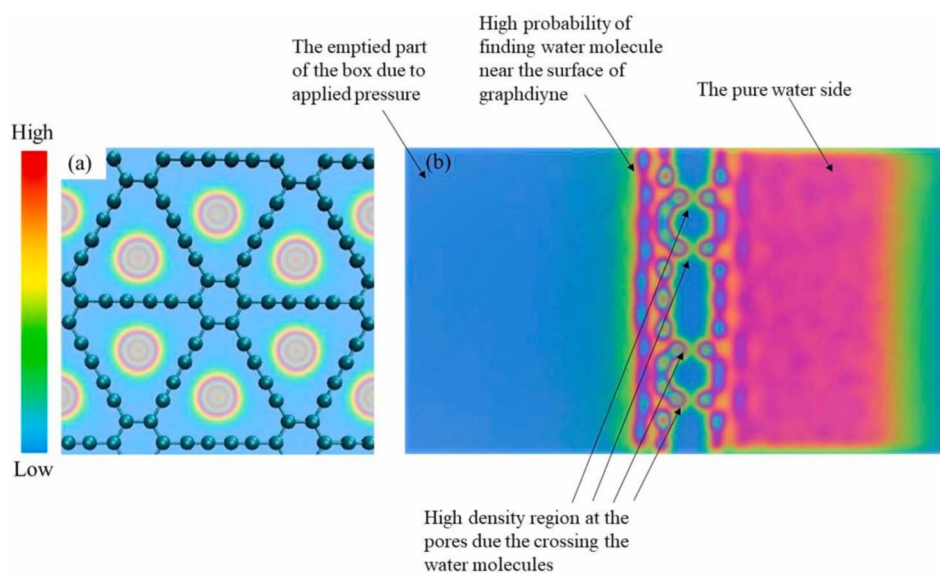 The emptied part
of the box due to
applied pressure
High probability of
finding water molecule
near the surface of
graphdiyne
The pure water side
High
(a)
(b)
Low
High density region at the
pores due the crossing the
water molecules